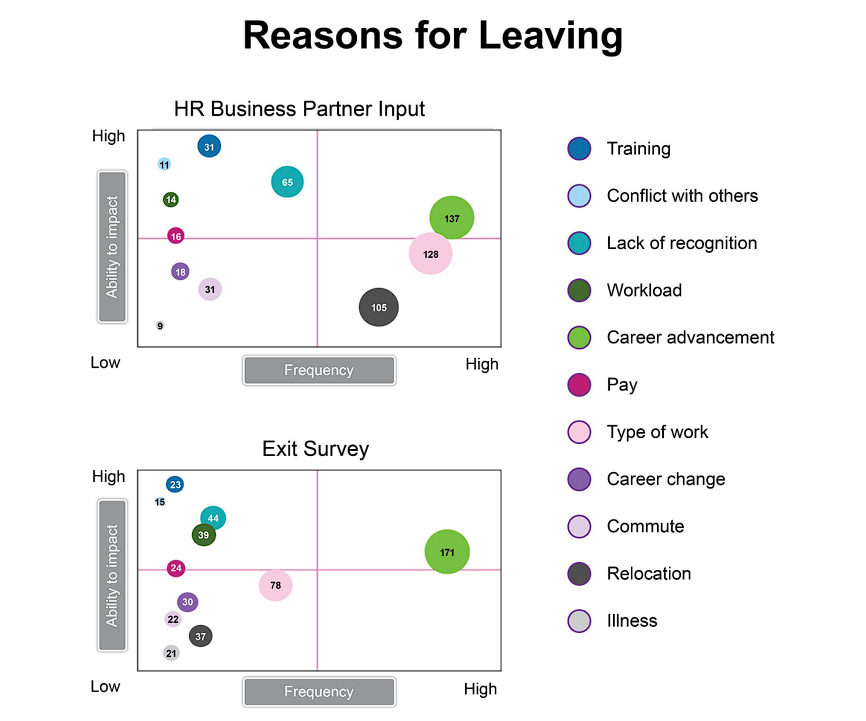 Reasons for Leaving
HR Business Partner Input
High
Ability to impact
31
11
65
14
137
16
128
18
31
105
9
Low
Frequency
High
Exit Survey
High
Ability to impact
23
15
44
39
171
24
78
30
22
37
21
Low
Frequency
High
Training
Conflict with others
Lack of recognition
Workload
Career advancement
Pay
Type of work
Career change
Commute
Relocation
Illness